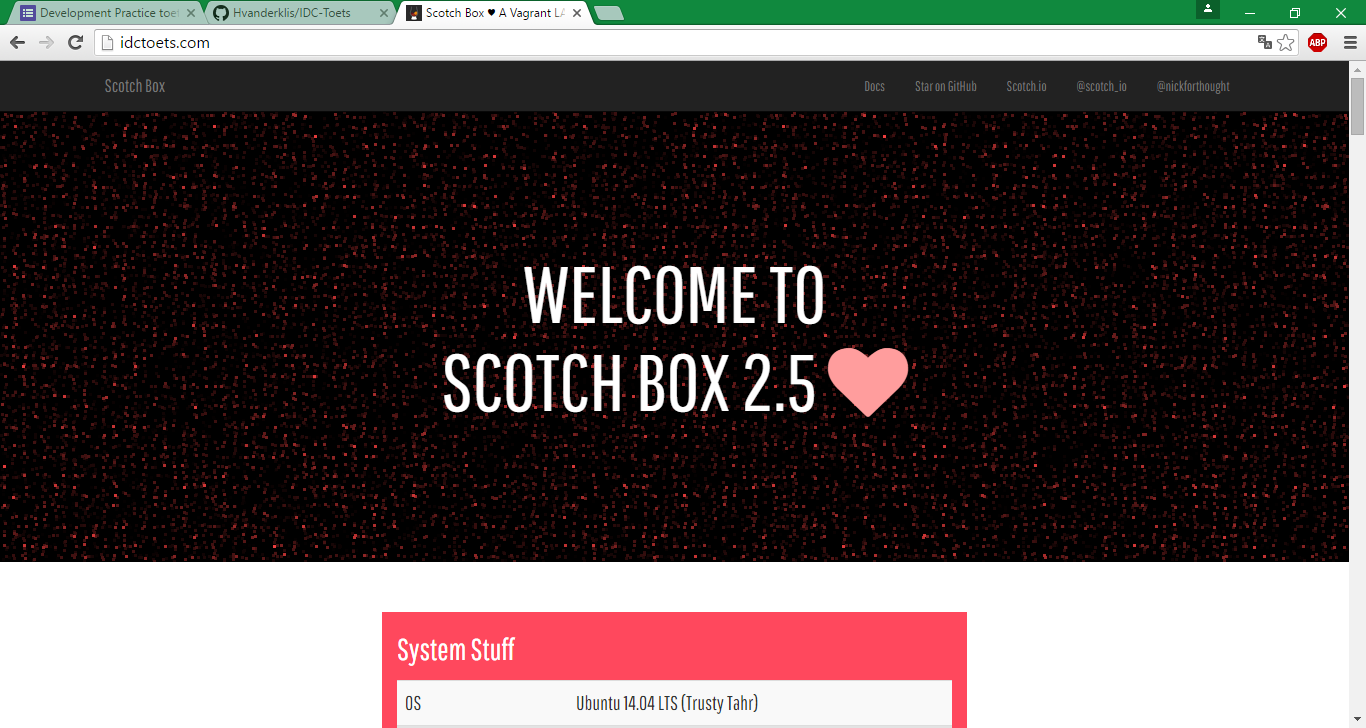 Development Practice toet
Hvanderklis/IDC-Toets
Scotch Box ♥ A Vagrant LA
idctoets.com
ABP
Scotch Box
Docs
Star on GitHub
Scotch.io
@scotch_io
@nickforthought
WELCOME TO
SCOTCH BOX 2.5
System Stuff
OS Ubuntu 14.04 LTS (Trusty Tahr)